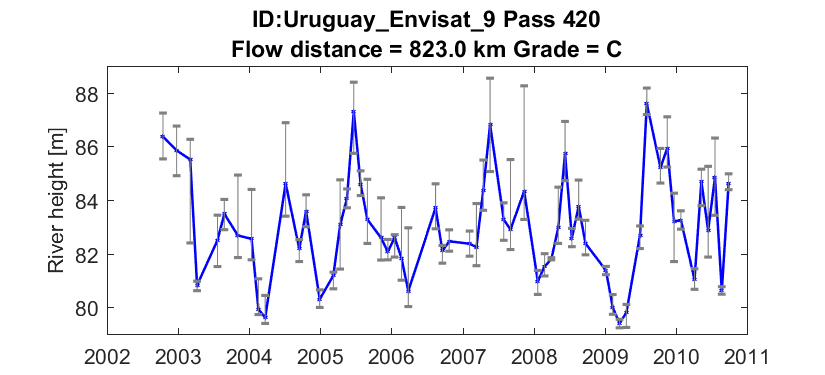 ID:Uruguay_Envisat_9 Pass 420
Flow distance = 823.0 km Grade = C
River height [m]
88
86
84
82
80
2002 2003 2004 2005 2006 2007 2008 2009 2010 2011